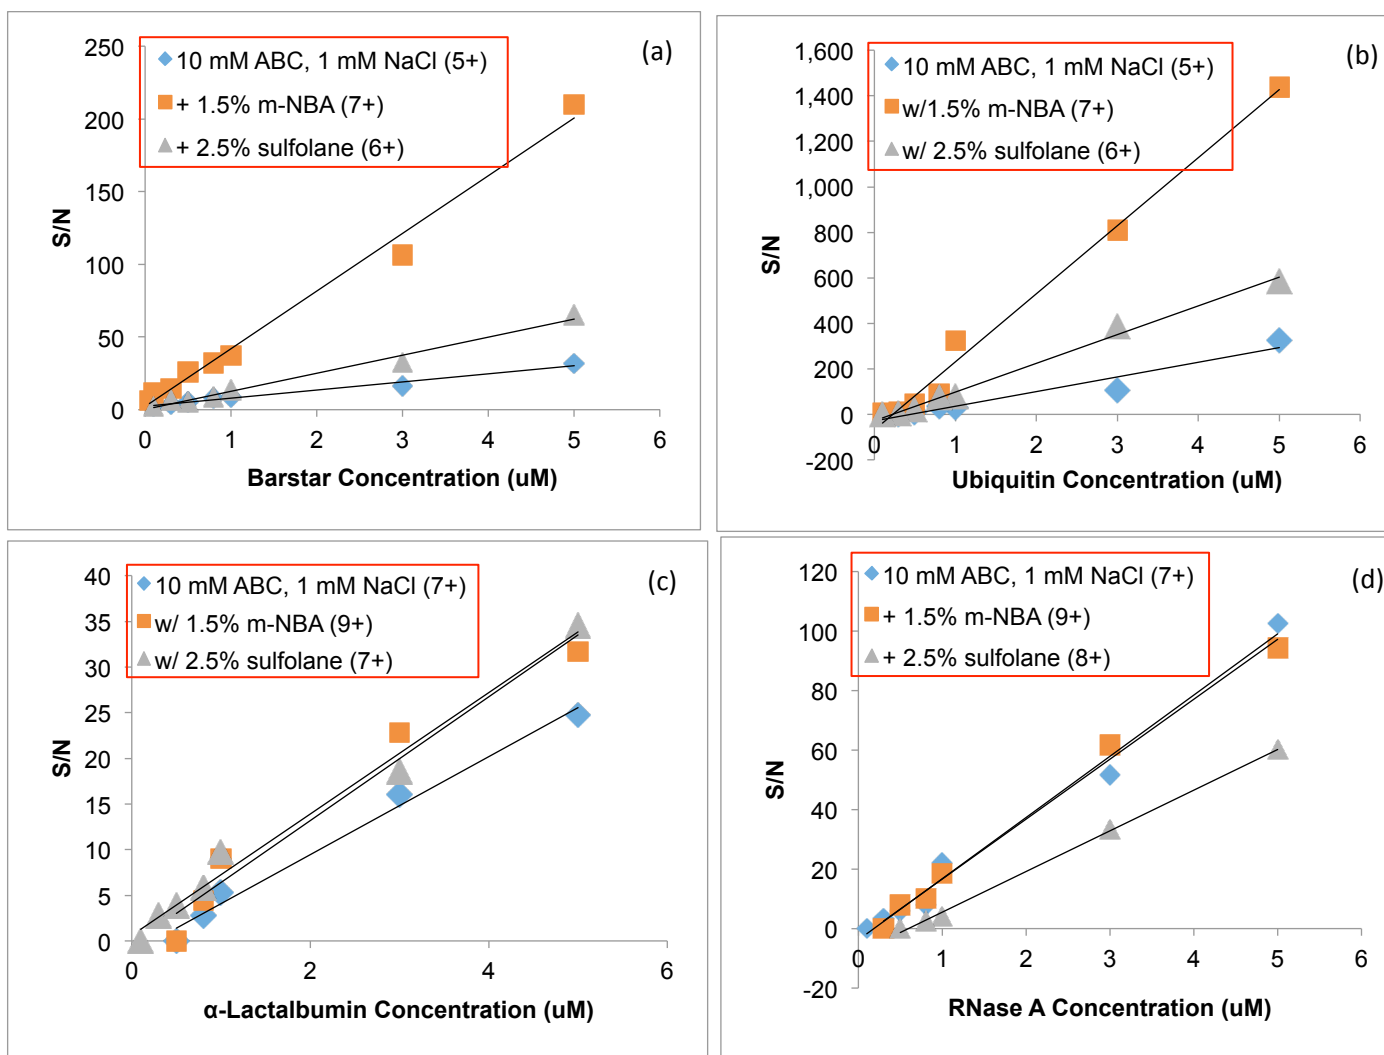 (a)
10 mM ABC, 1 mM NaCl (5+)
+ 1.5% m-NBA (7+)
+ 2.5% sulfolane (6+)
250
200
150
100
50
0
S/N
0 1 2 3 4 5 6
Barstar Concentration (uM)
(b)
10 mM ABC, 1 mM NaCl (5+)
w/1.5% m-NBA (7+)
w/ 2.5% sulfolane (6+)
1,600
1,400
1,200
1,000
800
600
400
200
0
-200
S/N
0 1 2 3 4 5 6
Ubiquitin Concentration (uM)
(c)
10 mM ABC, 1 mM NaCl (7+)
w/ 1.5% m-NBA (9+)
w/ 2.5% sulfolane (7+)
40
35
30
25
20
15
10
5
0
S/N
0 2 4 6
α-Lactalbumin Concentration (uM)
(d)
10 mM ABC, 1 mM NaCl (7+)
+ 1.5% m-NBA (9+)
+ 2.5% sulfolane (8+)
120
100
80
60
40
20
0
-20
S/N
0 1 2 3 4 5 6
RNase A Concentration (uM)